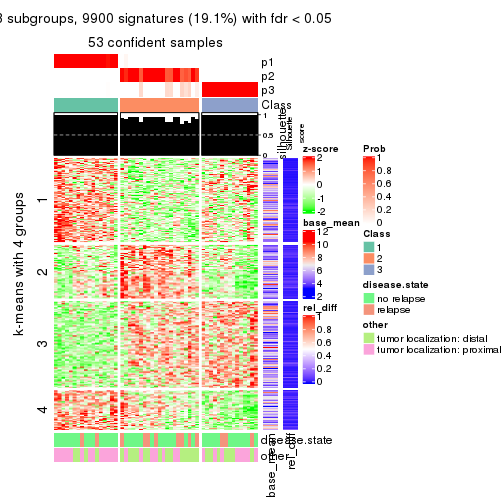 3 subgroups, 9900 signatures (19.1%) with fdr < 0.05
53 confident samples
p1
p2
p3
Class
1
0.5
0
silhouette
Silhouette
score
k-means with 4 groups
1
2
3
4
disease.state
other
base_mean
rel_diff
z-score
2
1
0
-1
-2
base_mean
12
10
8
6
4
2
rel_diff
1
0.8
0.6
0.4
0.2
0
Prob
1
0.8
0.6
0.4
0.2
0
Class
1
2
3
disease.state
no relapse
relapse
other
tumor localization: distal
tumor localization: proximal